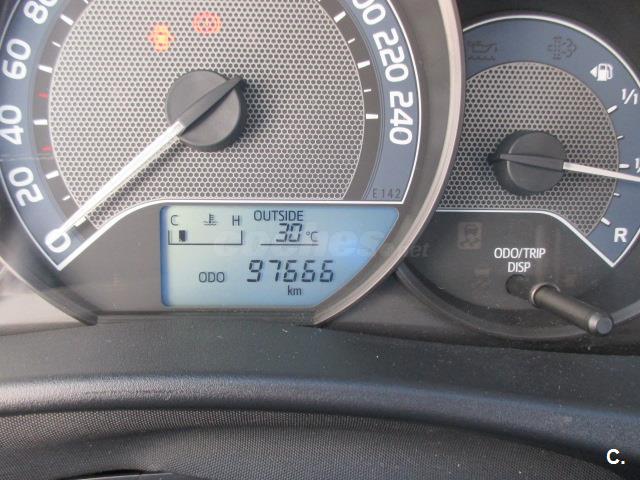 80
60
40
20
0
200
220
240
E142
C H
OUTSIDE
30°C
ODO 97666
km
1/1
1/
R
ODO/TRIP
DISP
C.